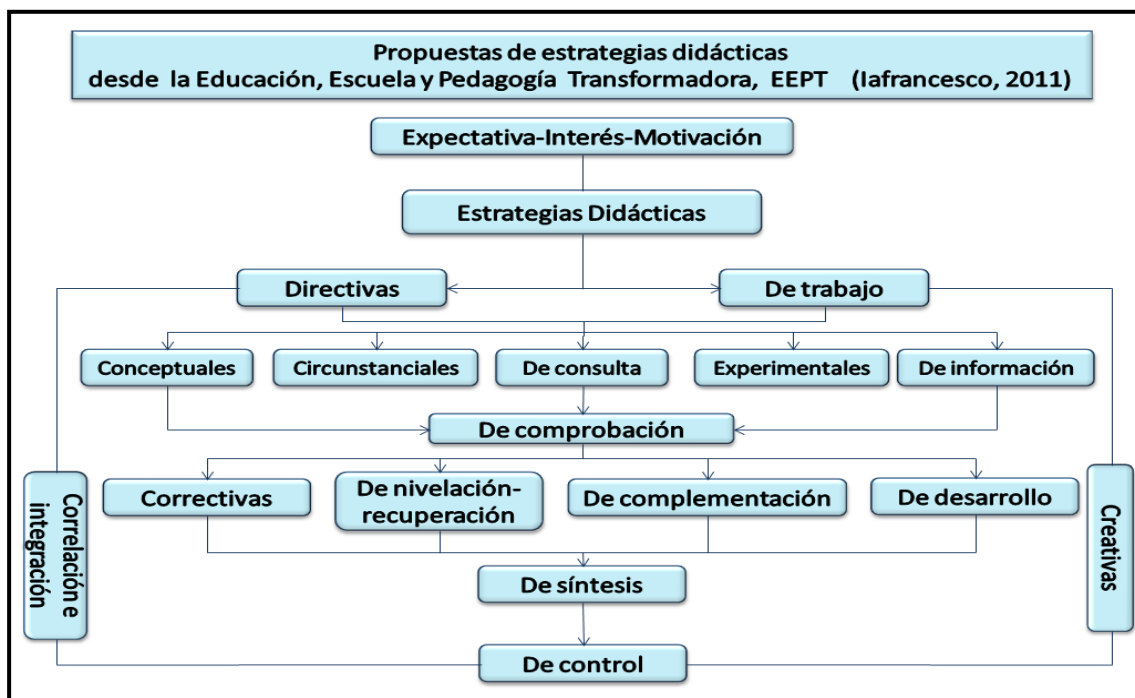 Propuestas de estrategias didácticas
desde la Educación, Escuela y Pedagogía Transformadora, EEPT (Iafrancesco, 2011)
Expectativa-Interés-Motivación
Estrategias Didácticas
Directivas
De trabajo
Conceptuales
Circunstanciales
De consulta
Experimentales
De información
De comprobación
Correctivas
De nivelación-
recuperación
De complementación
De desarrollo
Correlación e
integración
Creativas
De síntesis
De control